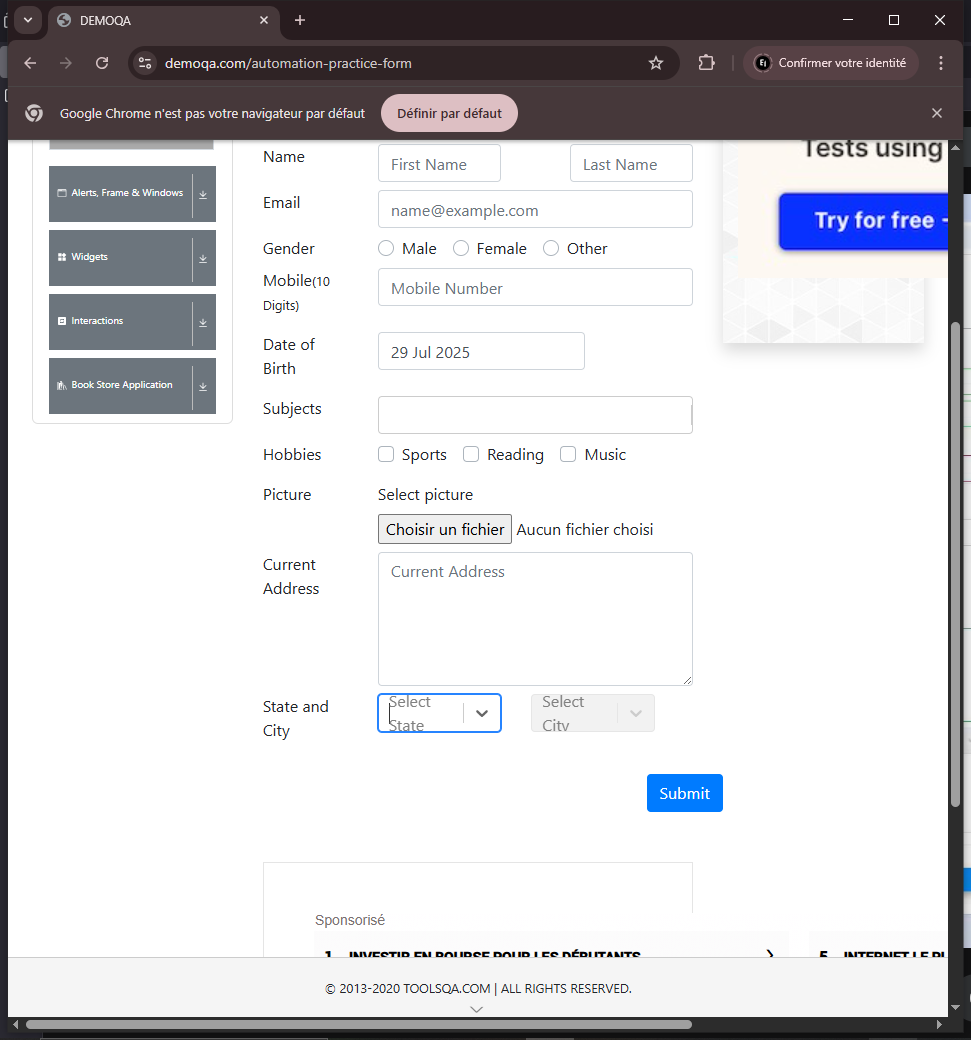 DEMOQA
demoqa.com/automation-practice-form
Confirmer votre identité
Google Chrome n'est pas votre navigateur par défaut
Définir par défaut
Alerts, Frame & Windows
Widgets
Interactions
Book Store Application
Name
First Name
Last Name
Email
name@example.com
Gender
Male
Female
Other
Mobile(10
Digits)
Mobile Number
Date of
Birth
29 Jul 2025
Subjects
Hobbies
Sports
Reading
Music
Picture
Select picture
Choisir un fichier
Aucun fichier choisi
Current
Address
Current Address
State and
City
Select
State
Select
City
Submit
Tests using
Try for free
Sponsorisé
1. INVESTIR EN BOURSE POUR LES DÉBUTANTS
5. INTERNET LE
© 2013-2020 TOOLSQA.COM | ALL RIGHTS RESERVED.